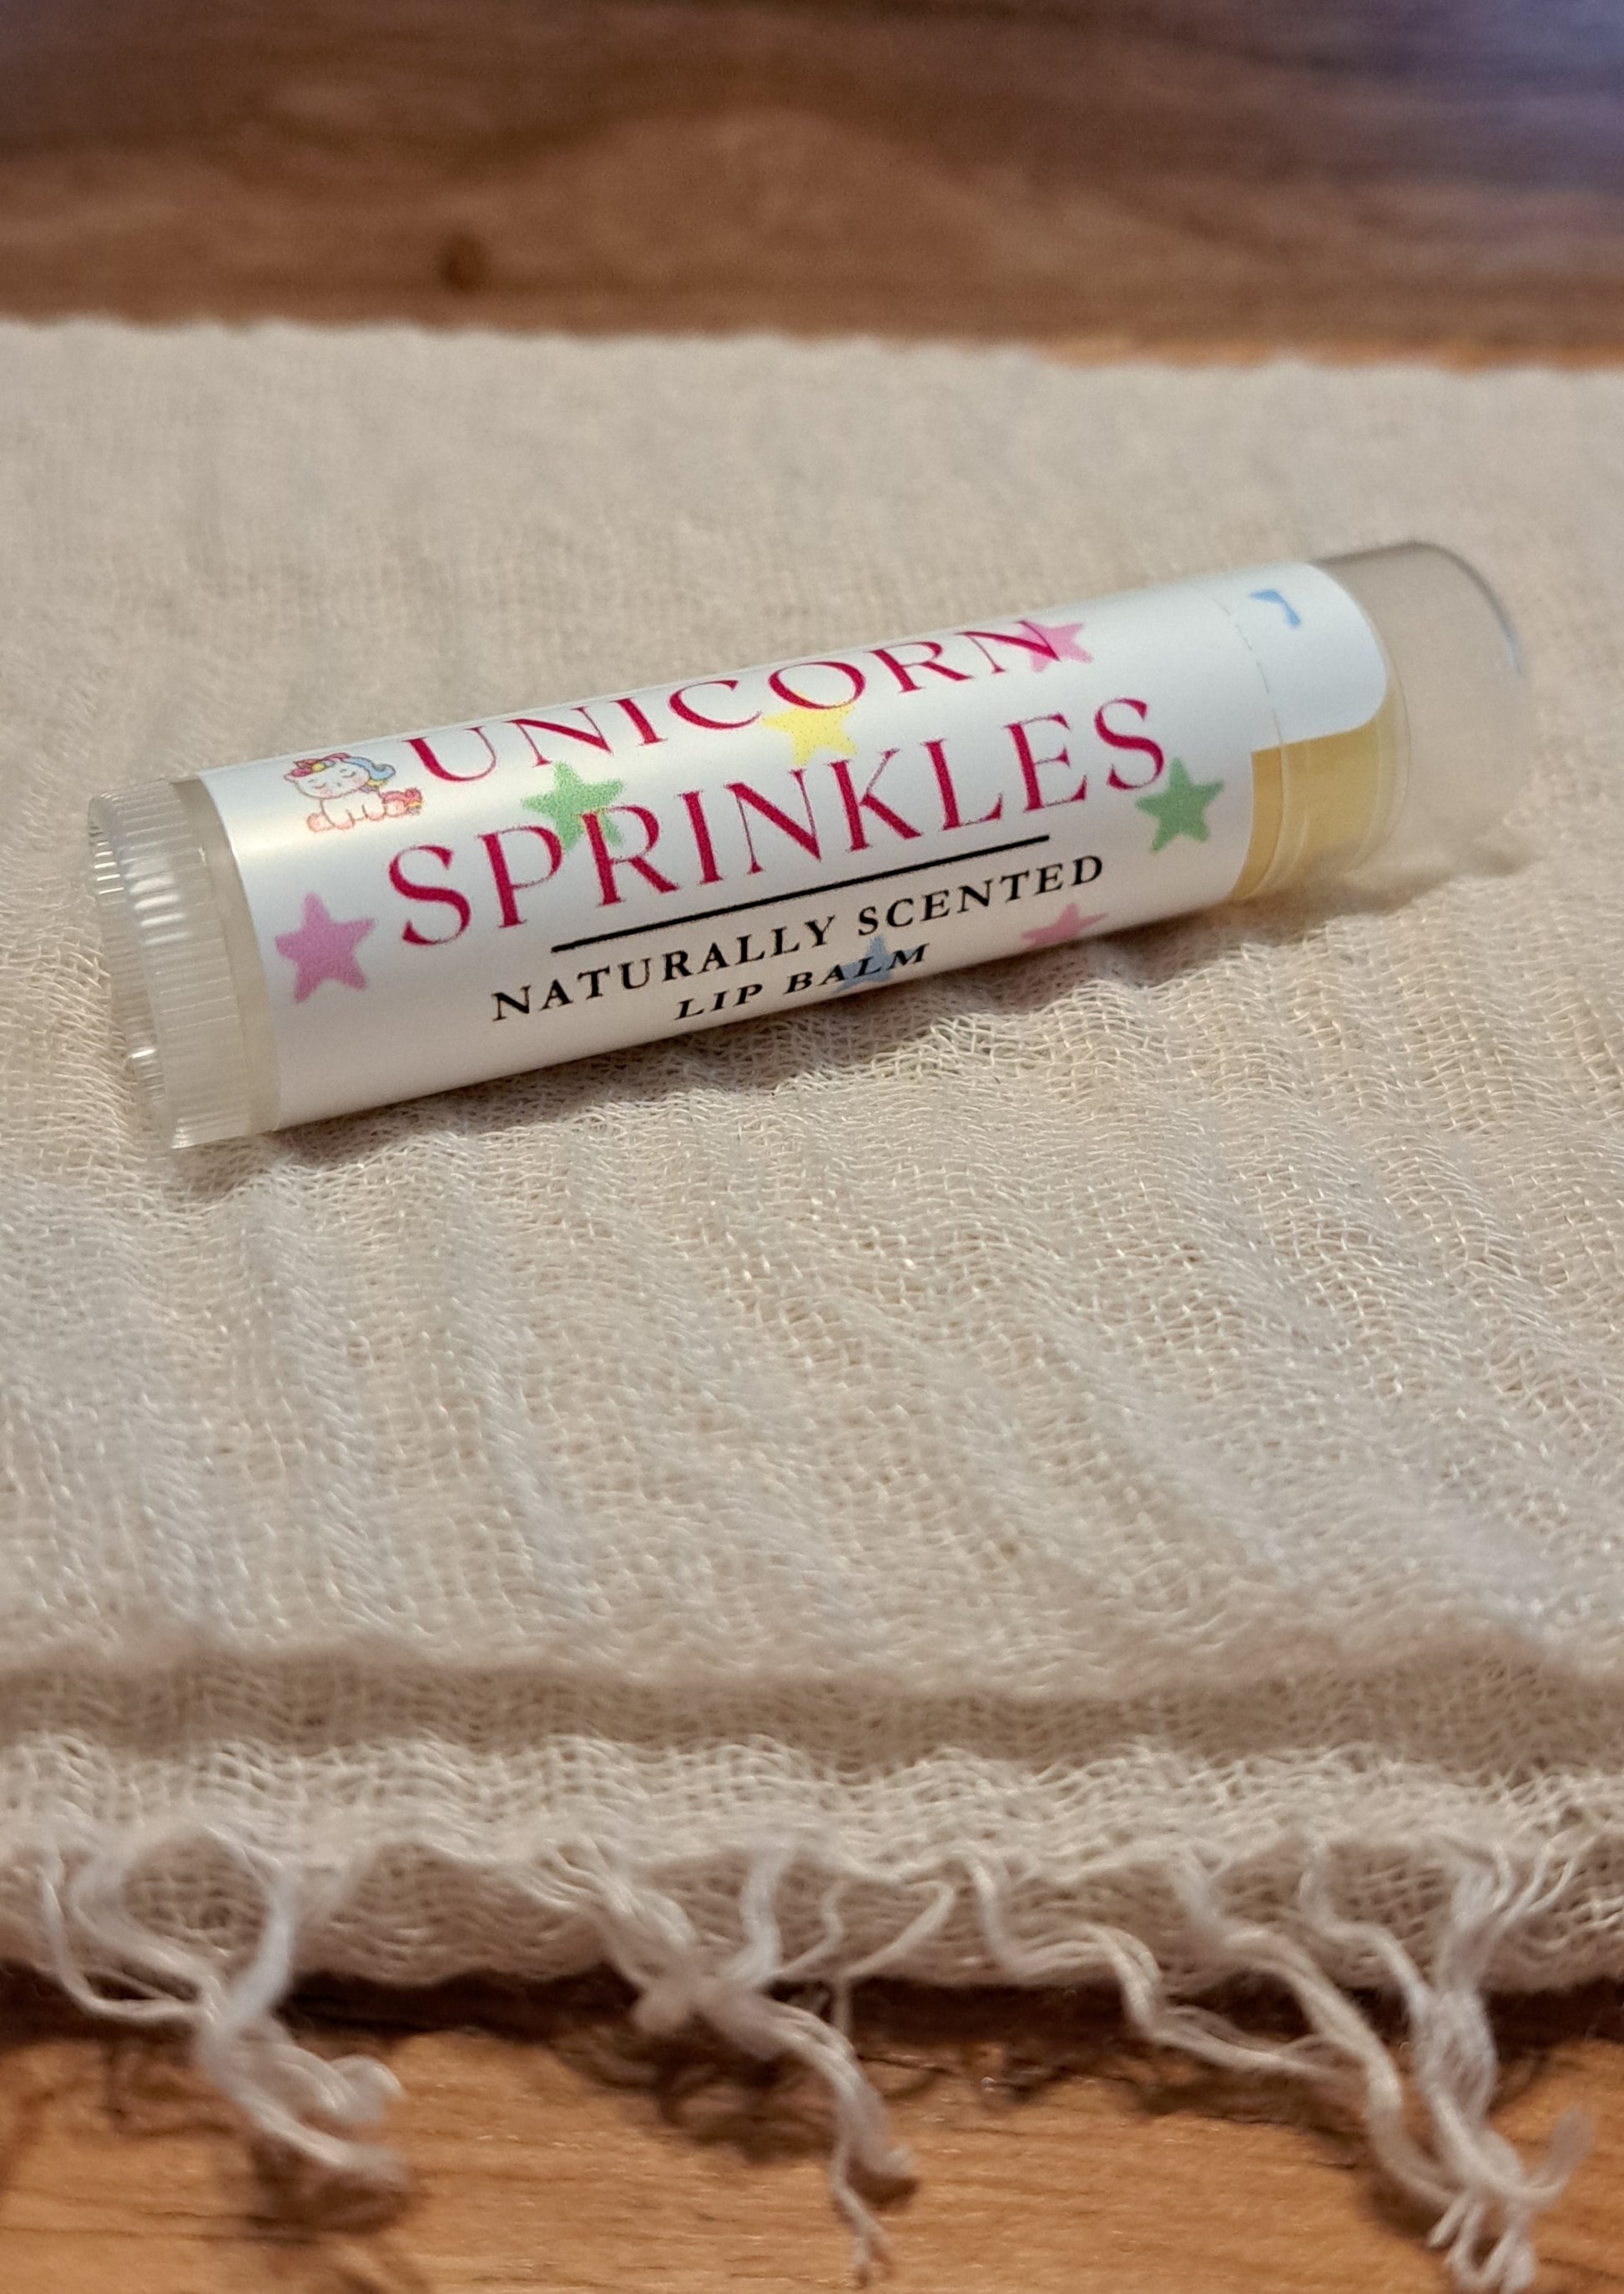 UNICORN
SPRINKLES
NATURALLY SCENTED
LIP BALM